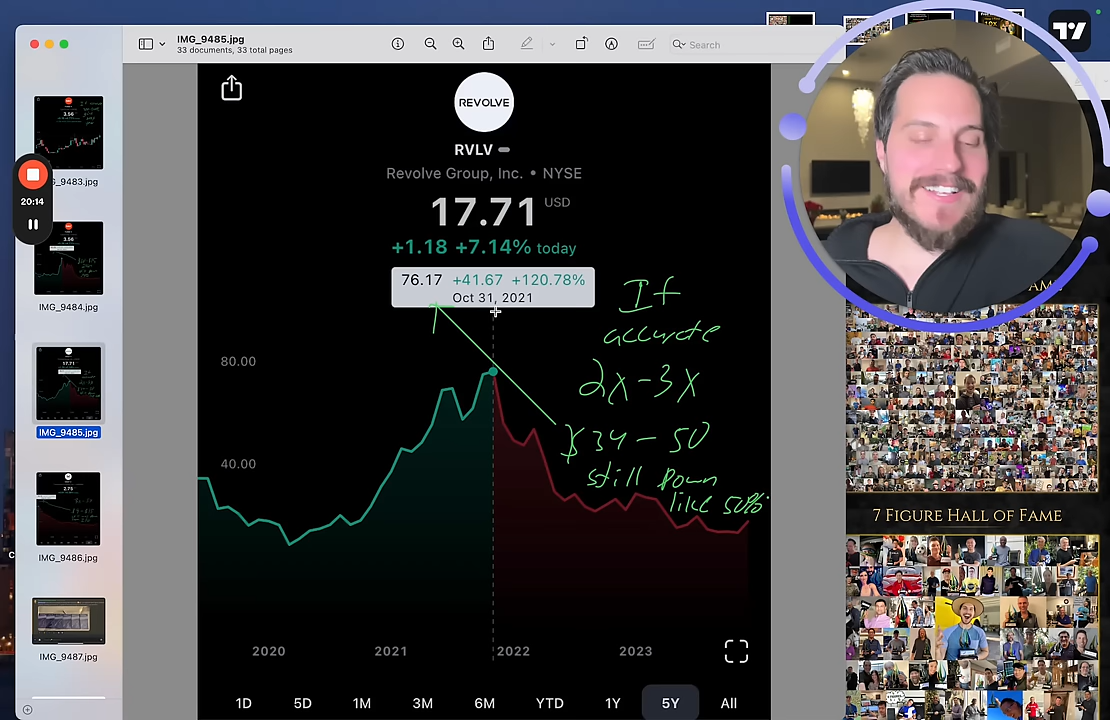 IMG_9485.jpg
33 documents, 33 total pages
Search
9483.jpg
20:14
IMG_9484.jpg
IMG_9485.jpg
IMG_9486.jpg
IMG_9487.jpg
REVOLVE
RVLV
Revolve Group, Inc. • NYSE
17.71 USD
+1.18 +7.14% today
76.17 +41.67 +120.78%
Oct 31, 2021
If
accurate
2x-3x
$34-50
still down
like 50%
80.00
40.00
2020 2021 2022 2023
1D 5D 1M 3M 6M YTD 1Y 5Y All
7 Figure Hall of Fame